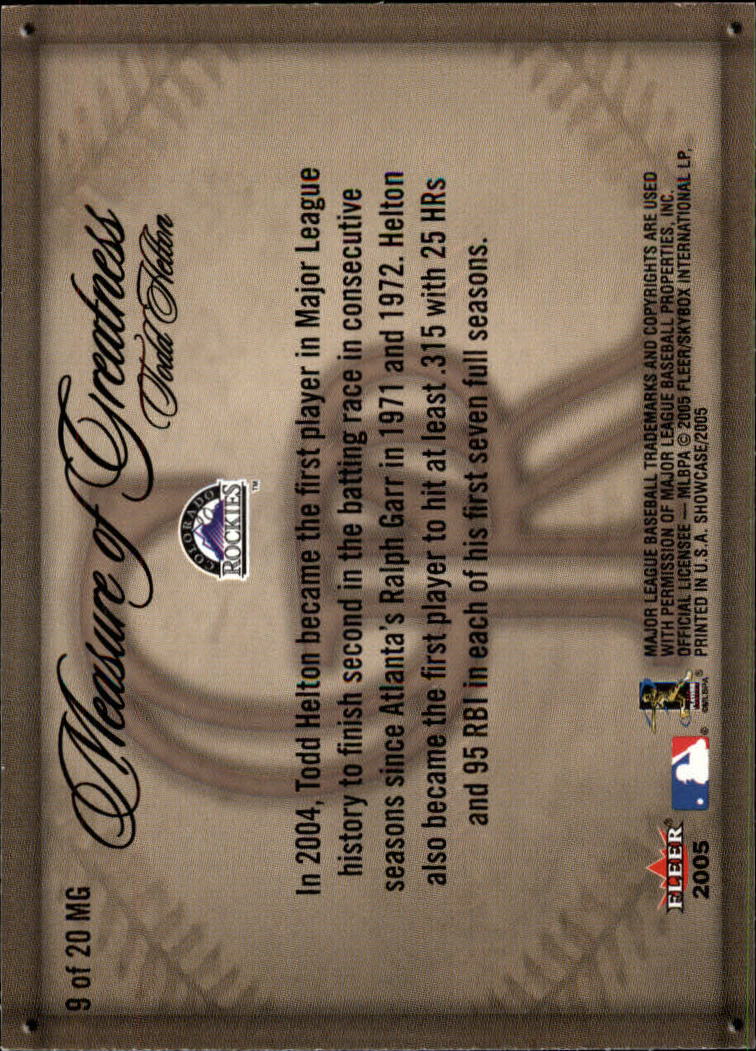 9 of 20 MG
Measure of Greatness
Todd Helton
COLORADO
ROCKIES™
In 2004, Todd Helton became the first player in Major League
history to finish second in the batting race in consecutive
seasons since Atlanta's Ralph Garr in 1971 and 1972. Helton
also became the first player to hit at least .315 with 25 HRs
and 95 RBI in each of his first seven full seasons.
CR
FLEER®
2005
®
©MLBPA
MAJOR LEAGUE BASEBALL TRADEMARKS AND COPYRIGHTS ARE USED
WITH PERMISSION OF MAJOR LEAGUE BASEBALL PROPERTIES, INC.
OFFICIAL LICENSEE — MLBPA © 2005 FLEER/SKYBOX INTERNATIONAL LP.
PRINTED IN U.S.A. SHOWCASE/2005